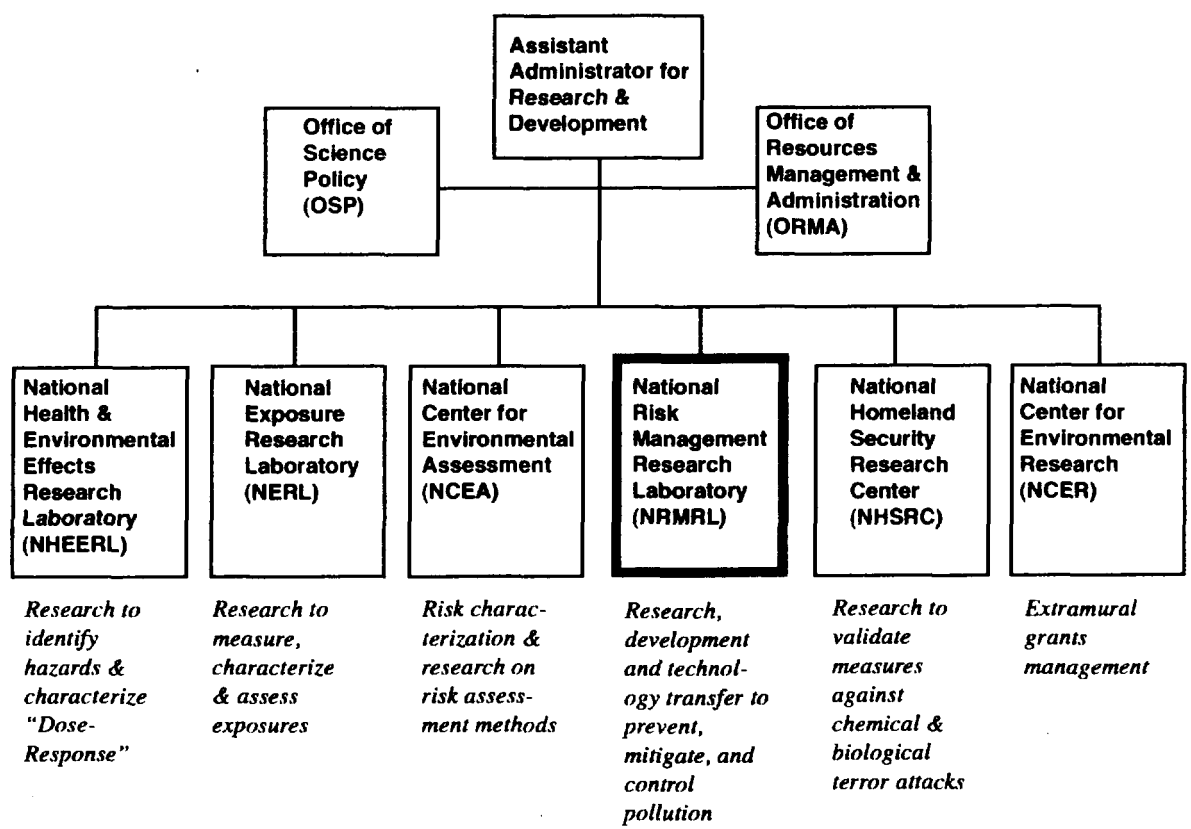 Assistant
Administrator for
Research &
Development
Office of
Science
Policy
(OSP)
Office of
Resources
Management &
Administration
(ORMA)
National
Health &
Environmental
Effects
Research
Laboratory
(NHEERL)
National
Exposure
Research
Laboratory
(NERL)
National
Center for
Environmental
Assessment
(NCEA)
National
Risk
Management
Research
Laboratory
(NRMRL)
National
Homeland
Security
Research
Center
(NHSRC)
National
Center for
Environmental
Research
(NCER)
Research to
identify
hazards &
characterize
"Dose-
Response"
Research to
measure,
characterize
& assess
exposures
Risk charac-
terization &
research on
risk assess-
ment methods
Research,
development
and technol-
ogy transfer to
prevent,
mitigate, and
control
pollution
Research to
validate
measures
against
chemical &
biological
terror attacks
Extramural
grants
management